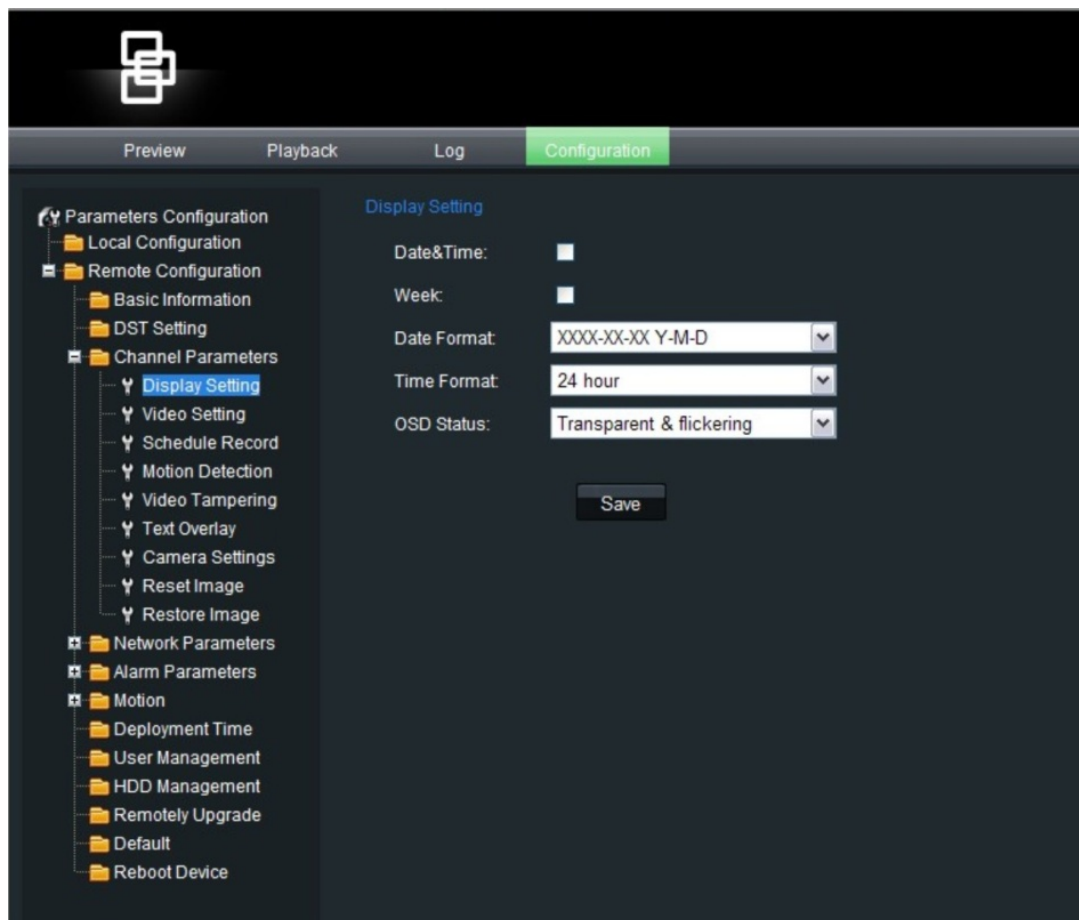 Preview Playback Log Configuration
Parameters Configuration
Local Configuration
Remote Configuration
Basic Information
DST Setting
Channel Parameters
Display Setting
Video Setting
Schedule Record
Motion Detection
Video Tampering
Text Overlay
Camera Settings
Reset Image
Restore Image
Network Parameters
Alarm Parameters
Motion
Deployment Time
User Management
HDD Management
Remotely Upgrade
Default
Reboot Device
Display Setting
Date&Time:
Week:
Date Format: XXXX-XX-XX Y-M-D
Time Format: 24 hour
OSD Status: Transparent & flickering
Save